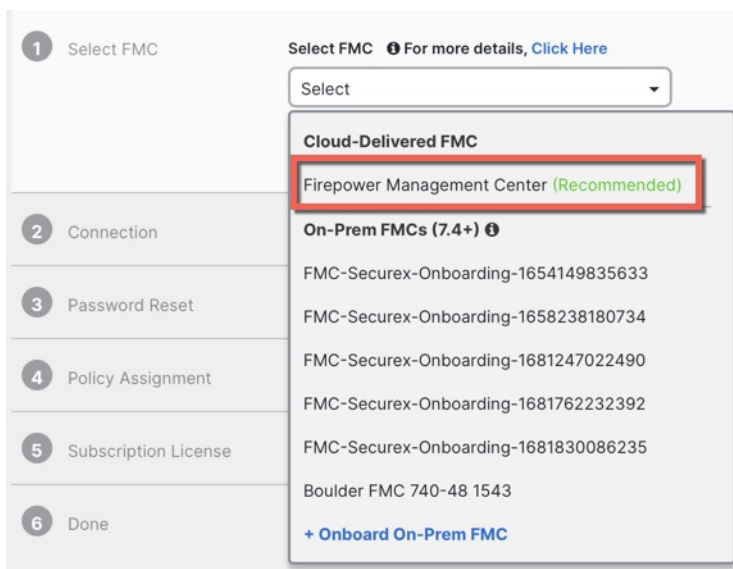 1 Select FMC
Select FMC For more details, Click Here
Select
Cloud-Delivered FMC
Firepower Management Center (Recommended)
On-Prem FMCs (7.4+)
FMC-Securex-Onboarding-1654149835633
FMC-Securex-Onboarding-1658238180734
FMC-Securex-Onboarding-1681247022490
FMC-Securex-Onboarding-1681762232392
FMC-Securex-Onboarding-1681830086235
Boulder FMC 740-48 1543
+ Onboard On-Prem FMC
2 Connection
3 Password Reset
4 Policy Assignment
5 Subscription License
6 Done